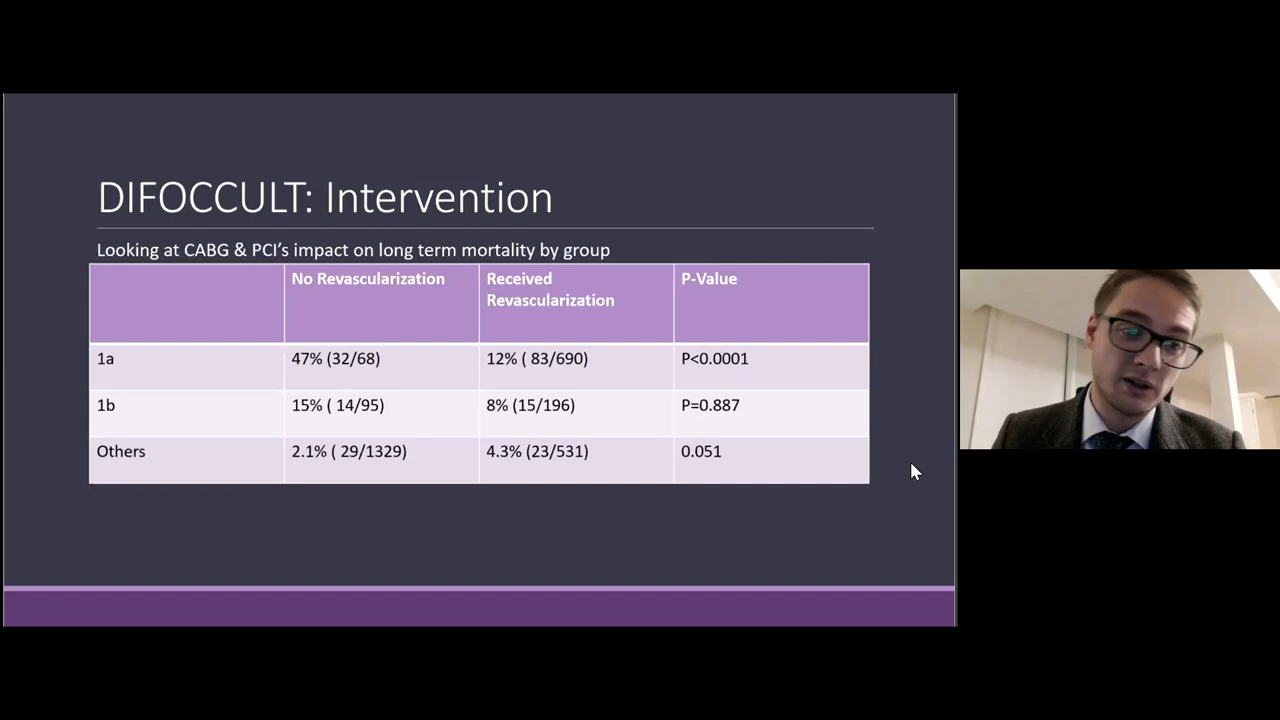 DIFOCCULT: Intervention
Looking at CABG & PCI's impact on long term mortality by group
No Revascularization
Received Revascularization
P-Value
1a
47% (32/68)
12% ( 83/690)
P<0.0001
1b
15% ( 14/95)
8% (15/196)
P=0.887
Others
2.1% ( 29/1329)
4.3% (23/531)
0.051